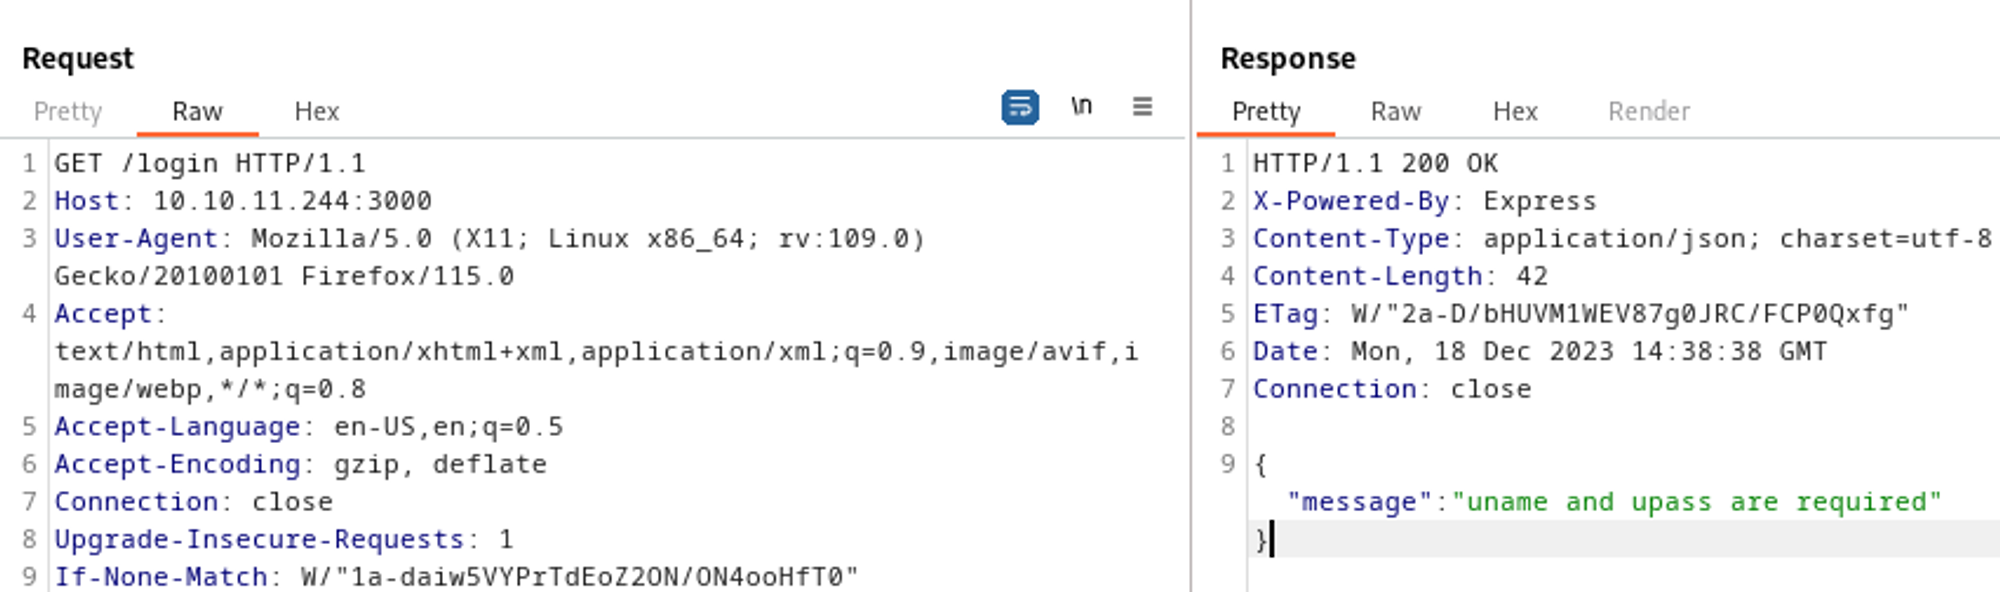 Request
Pretty Raw Hex \n
1 GET /login HTTP/1.1
2 Host: 10.10.11.244:3000
3 User-Agent: Mozilla/5.0 (X11; Linux x86_64; rv:109.0)
Gecko/20100101 Firefox/115.0
4 Accept:
text/html,application/xhtml+xml,application/xml;q=0.9,image/avif,i
mage/webp,*/*;q=0.8
5 Accept-Language: en-US,en;q=0.5
6 Accept-Encoding: gzip, deflate
7 Connection: close
8 Upgrade-Insecure-Requests: 1
9 If-None-Match: W/"1a-daiw5VYPrTdEoZ2ON/ON4ooHfT0"
Response
Pretty Raw Hex Render
1 HTTP/1.1 200 OK
2 X-Powered-By: Express
3 Content-Type: application/json; charset=utf-8
4 Content-Length: 42
5 ETag: W/"2a-D/bHUVM1WEV87g0JRC/FCP0Qxfg"
6 Date: Mon, 18 Dec 2023 14:38:38 GMT
7 Connection: close
8
9 {
"message":"uname and upass are required"
}